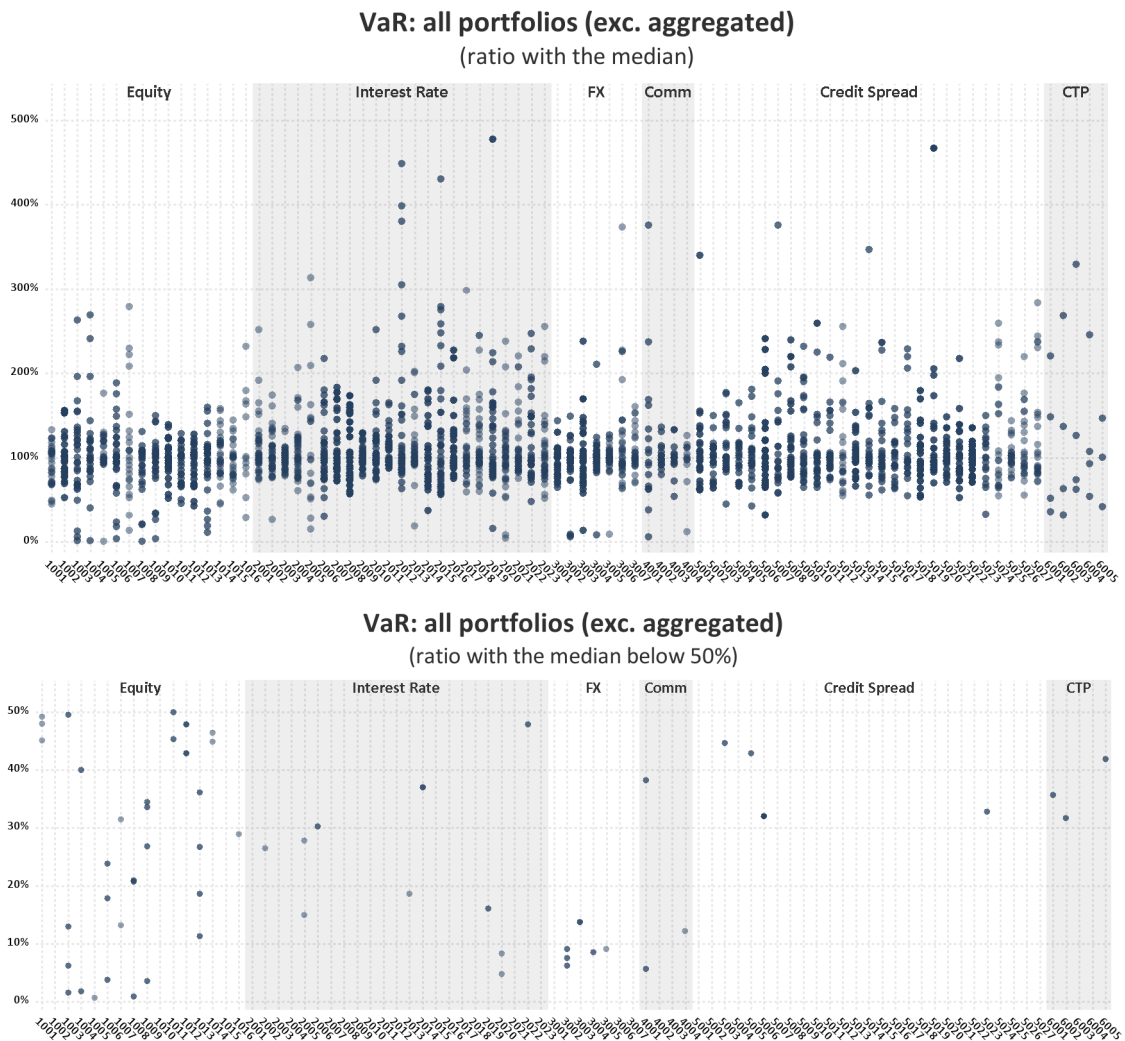 VaR: all portfolios (exc. aggregated)
(ratio with the median)
Equity Interest Rate FX Comm Credit Spread CTP
500%
400%
300%
200%
100%
0%
1001 1002 1003 1004 1005 1006 1007 1008 1009 1010 1011 1012 1013 1014 1015 1016 2001 2002 2003 2004 2005 2006 2007 2008 2009 2010 2011 2012 2013 2014 2015 2016 2017 2018 2019 2020 2021 2022 2023 3001 3002 3003 3004 3005 3006 4001 4002 4003 4004 5001 5002 5003 5004 5005 5006 5007 5008 5009 5010 5011 5012 5013 5014 5015 5016 5017 5018 5019 5020 5021 5022 5023 5024 5025 5026 5027 6001 6002 6003 6004 6005
VaR: all portfolios (exc. aggregated)
(ratio with the median below 50%)
Equity Interest Rate FX Comm Credit Spread CTP
50%
40%
30%
20%
10%
0%
1001 1002 1003 1004 1005 1006 1007 1008 1009 1010 1011 1012 1013 1014 1015 1016 2001 2002 2003 2004 2005 2006 2007 2008 2009 2010 2011 2012 2013 2014 2015 2016 2017 2018 2019 2020 2021 2022 2023 3001 3002 3003 3004 3005 3006 4001 4002 4003 4004 5001 5002 5003 5004 5005 5006 5007 5008 5009 5010 5011 5012 5013 5014 5015 5016 5017 5018 5019 5020 5021 5022 5023 5024 5025 5026 5027 6001 6002 6003 6004 6005